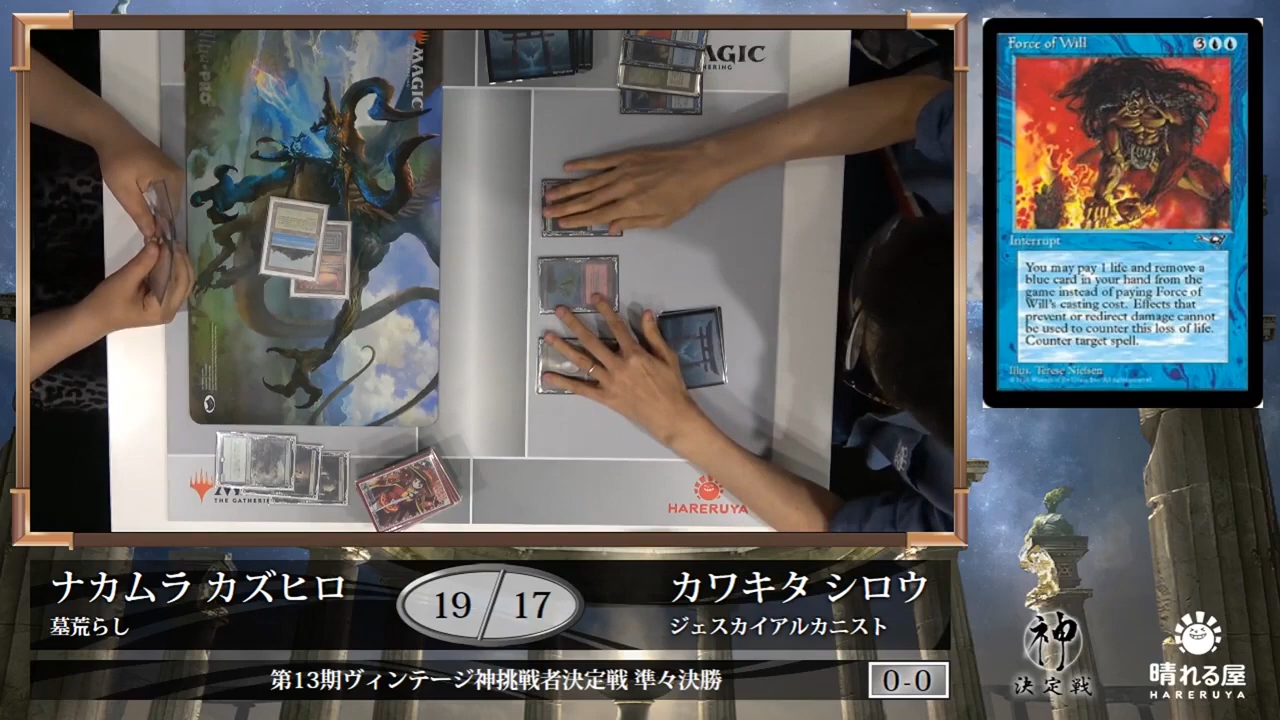 MAGIC
AGIC
HERING
Force of Will
3
Interrupt
You may pay 1 life and remove a
blue card in your hand from the
game instead of paying Force of
Will's casting cost. Effects that
prevent or redirect damage cannot
be used to counter this loss of life.
Counter target spell.
Illus. Terese Nielsen
THE GATHERI
HARERUYA
ナカムラ カズヒロ
墓荒らし
19 / 17
カワキタ シロウ
ジェスカイアルカニスト
第13期ヴィンテージ神挑戦者決定戦 準々決勝
0-0
神
決定戦
晴れる屋
HARERUYA